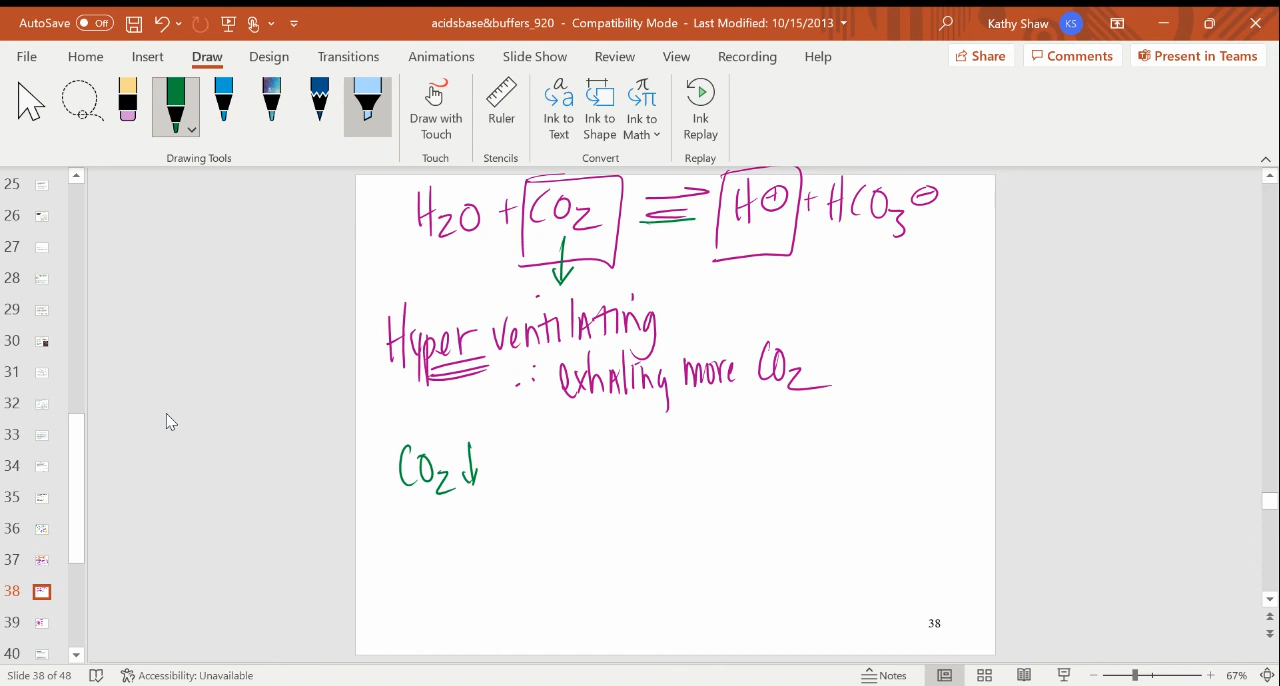 AutoSave Off acidsbase&buffers_920 - Compatibility Mode - Last Modified: 10/15/2013 Kathy Shaw KS
File Home Insert Draw Design Transitions Animations Slide Show Review View Recording Help Share Comments Present in Teams
Draw with Touch
Ruler
Ink to Text
Ink to Shape
Ink to Math
Ink Replay
Drawing Tools Touch Stencils Convert Replay
25
26
27
28
29
30
31
32
33
34
35
36
37
38
39
40
H2O + CO2 ⇌ H⊕ + HCO3⊖
↓
Hyperventilating
∴ exhaling more CO2
CO2 ↓
38
Slide 38 of 48 Accessibility: Unavailable Notes 67%